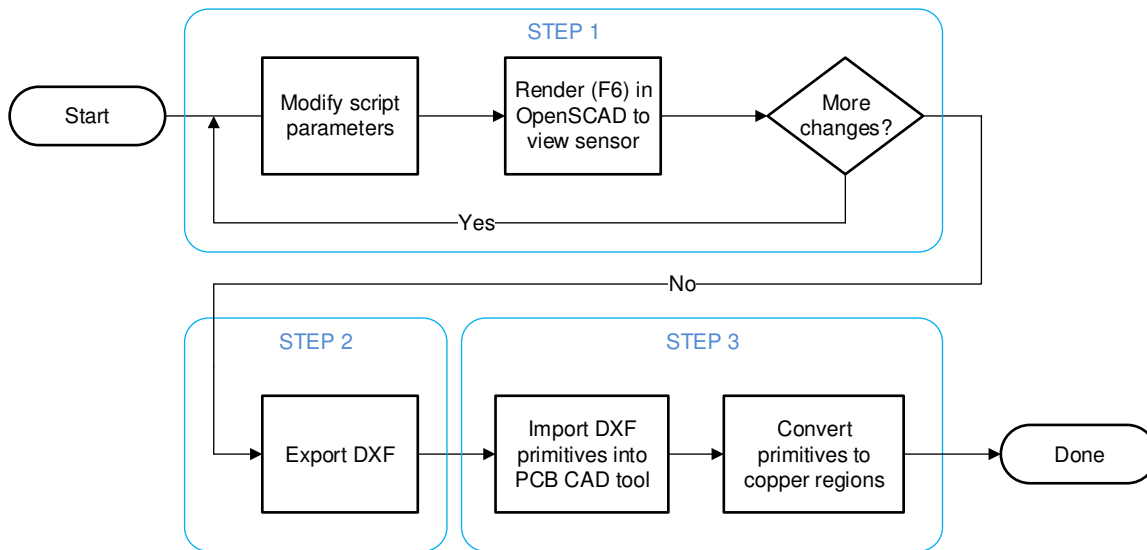 STEP 1
Start
Modify script
parameters
Render (F6) in
OpenSCAD to
view sensor
More
changes?
Yes
No
STEP 2
STEP 3
Export DXF
Import DXF
primitives into
PCB CAD tool
Convert
primitives to
copper regions
Done